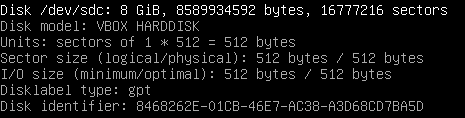 Disk /dev/sdc: 8 GiB, 8589934592 bytes, 16777216 sectors
Disk model: VBOX HARDDISK
Units: sectors of 1 * 512 = 512 bytes
Sector size (logical/physical): 512 bytes / 512 bytes
I/O size (minimum/optimal): 512 bytes / 512 bytes
Disklabel type: gpt
Disk identifier: 8468262E-01CB-46E7-AC38-A3D68CD7BA5D